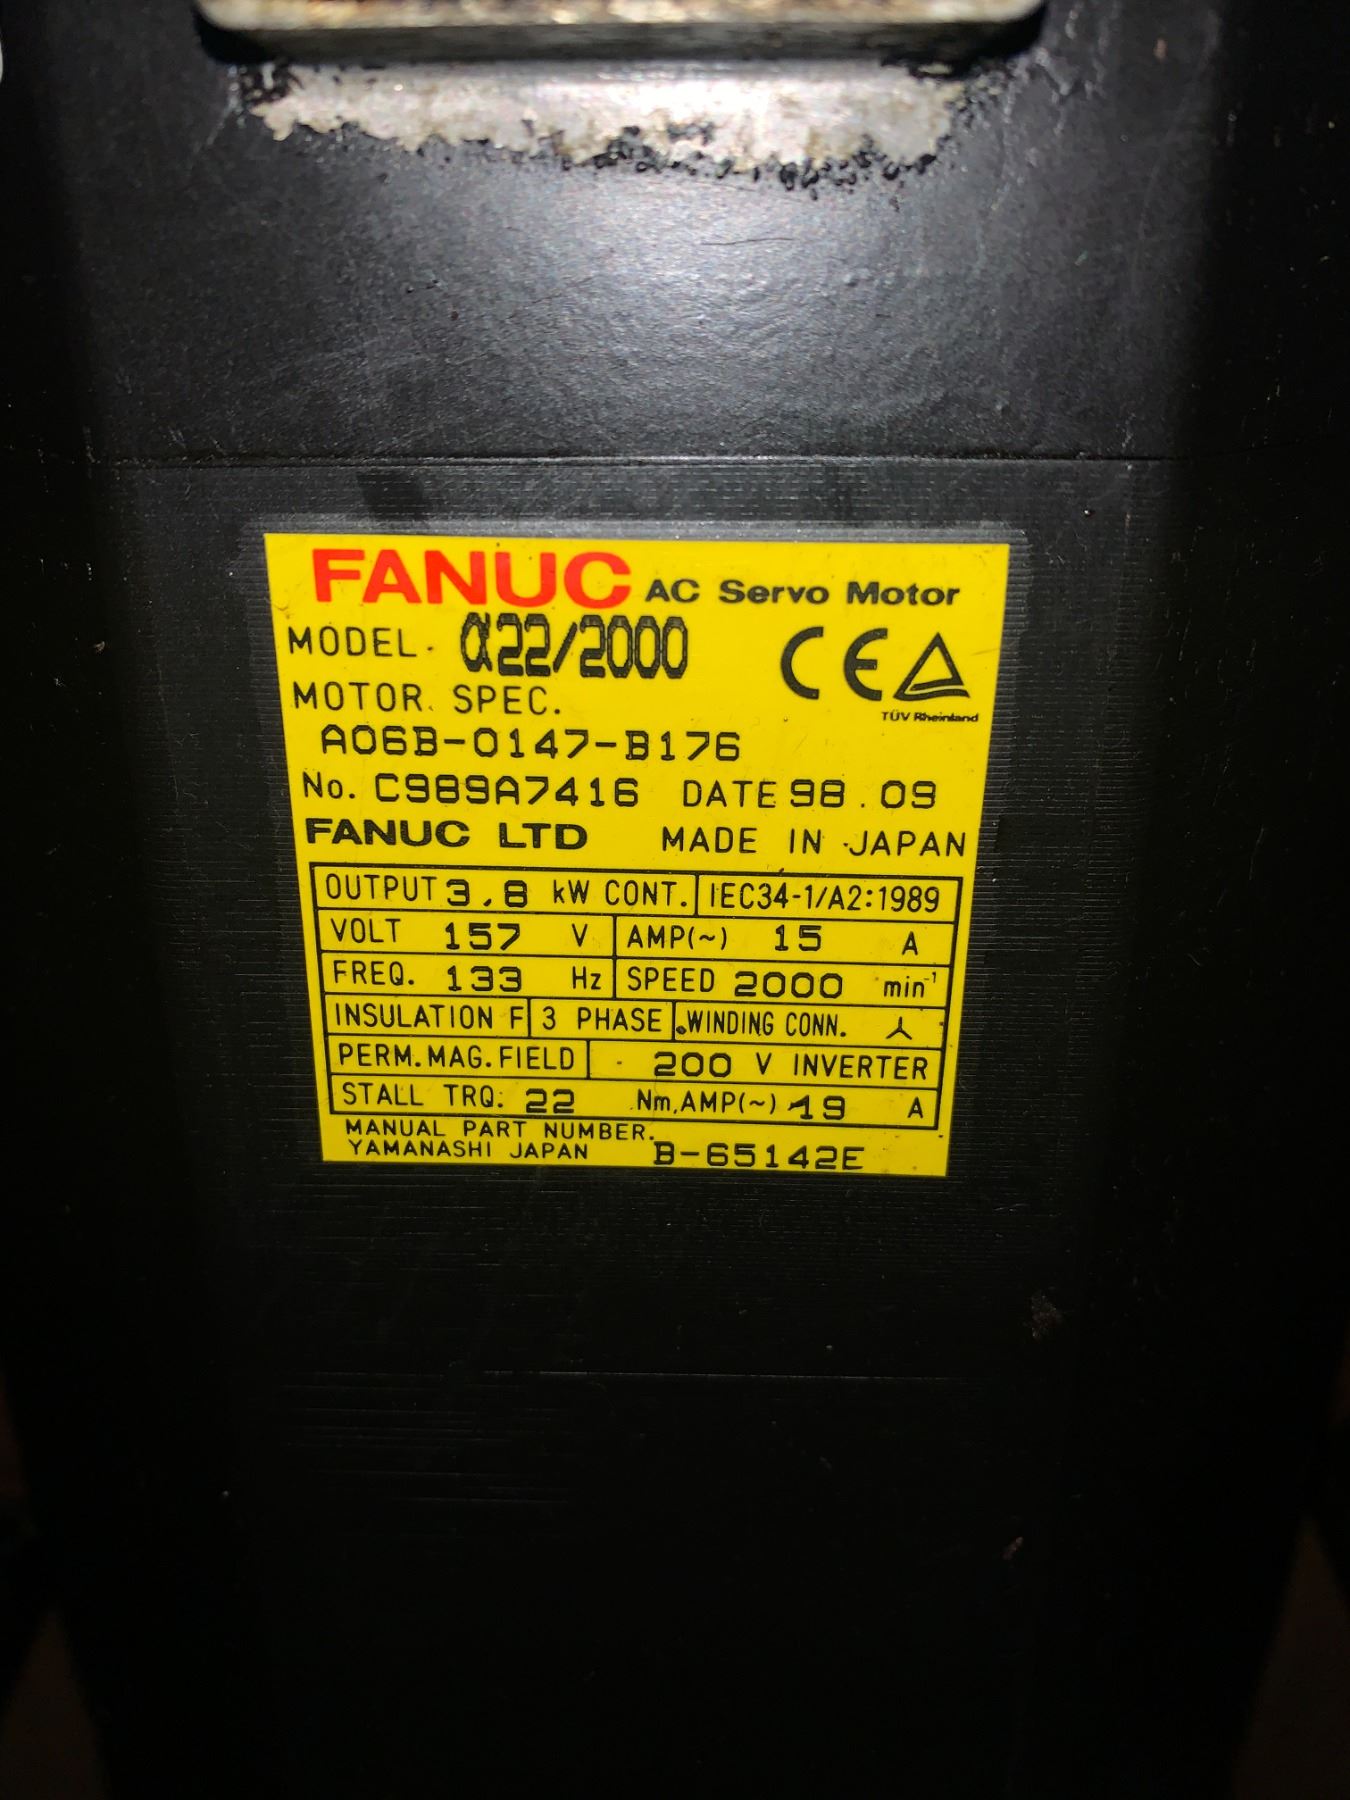 FANUC AC Servo Motor
MODEL. α22/2000
CE
TÜV Rheinland
MOTOR. SPEC.
A06B-0147-B176
No. C989A7416 DATE 98.09
FANUC LTD MADE IN JAPAN
OUTPUT 3.8 kW CONT. IEC34-1/A2:1989
VOLT 157 V AMP(~) 15 A
FREQ. 133 Hz SPEED 2000 min⁻¹
INSULATION F 3 PHASE WINDING CONN.
PERM.MAG.FIELD 200 V INVERTER
STALL TRQ. 22 Nm,AMP(~) 19 A
MANUAL PART NUMBER.
YAMANASHI JAPAN B-65142E